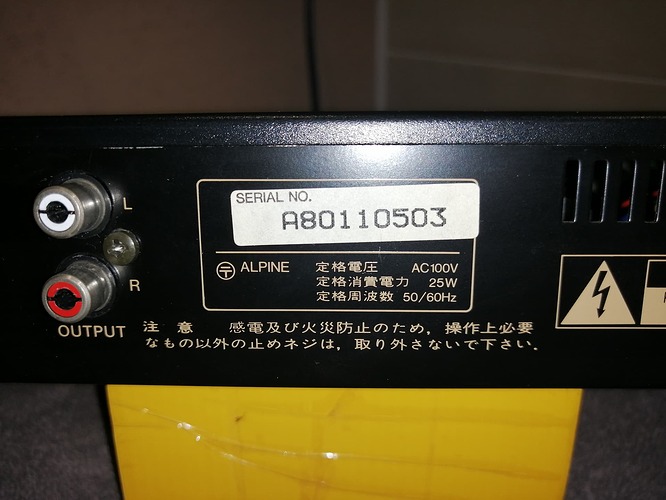 L
R
OUTPUT
SERIAL NO.
A80110503
〒 ALPINE
定格電圧 AC100V
定格消費電力 25W
定格周波数 50/60Hz
注 意 感電及び火災防止のため，操作上必要
なもの以外の止めネジは，取り外さないで下さい．